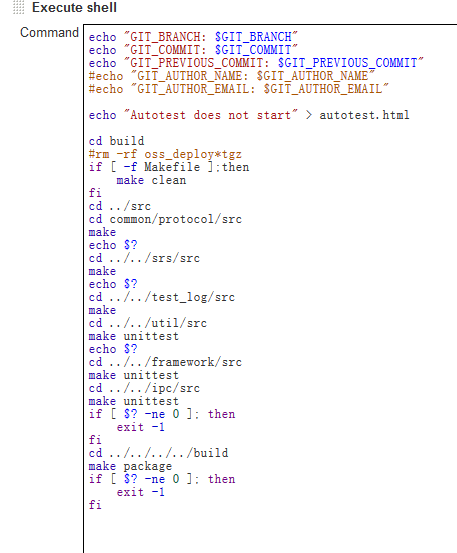 Execute shell
Command
echo "GIT_BRANCH: $GIT_BRANCH"
echo "GIT_COMMIT: $GIT_COMMIT"
echo "GIT_PREVIOUS_COMMIT: $GIT_PREVIOUS_COMMIT"
#echo "GIT_AUTHOR_NAME: $GIT_AUTHOR_NAME"
#echo "GIT_AUTHOR_EMAIL: $GIT_AUTHOR_EMAIL"
echo "Autotest does not start" > autotest.html
cd build
#rm -rf oss_deploy*tgz
if [ -f Makefile ];then
make clean
fi
cd ../src
cd common/protocol/src
make
echo $?
cd ../../srs/src
make
echo $?
cd ../../test_log/src
make
cd ../../util/src
make unittest
echo $?
cd ../../framework/src
make unittest
cd ../../ipc/src
make unittest
if [ $? -ne 0 ]; then
exit -1
fi
cd ../../../../build
make package
if [ $? -ne 0 ]; then
exit -1
fi